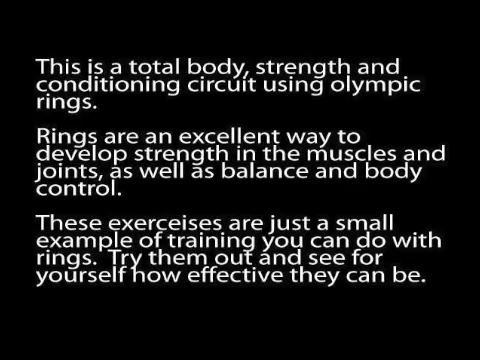 This is a total body, strength and
conditioning circuit using olympic
rings.
Rings are an excellent way to
develop strength in the muscles and
joints, as well as balance and body
control.
These exerceises are just a small
example of training you can do with
rings.  Try them out and see for
yourself how effective they can be.